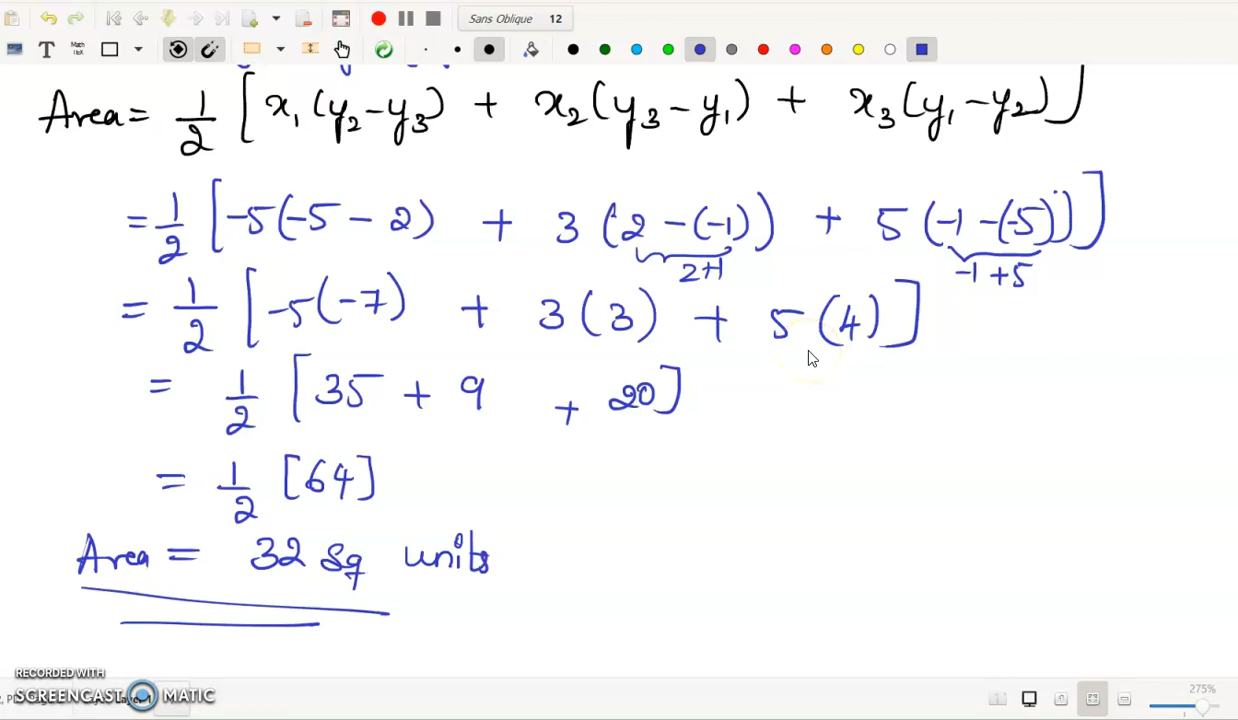 Sans Oblique 12
T Math TeX
Area = 1/2 [x₁(y₂-y₃) + x₂(y₃-y₁) + x₃(y₁-y₂)]
= 1/2 [-5(-5-2) + 3(2-(-1)) + 5(-1-(-5))]
2+1 -1+5
= 1/2 [-5(-7) + 3(3) + 5(4)]
= 1/2 [35 + 9 + 20]
= 1/2 [64]
Area = 32 Sq units
RECORDED WITH
SCREENCAST MATIC
275%